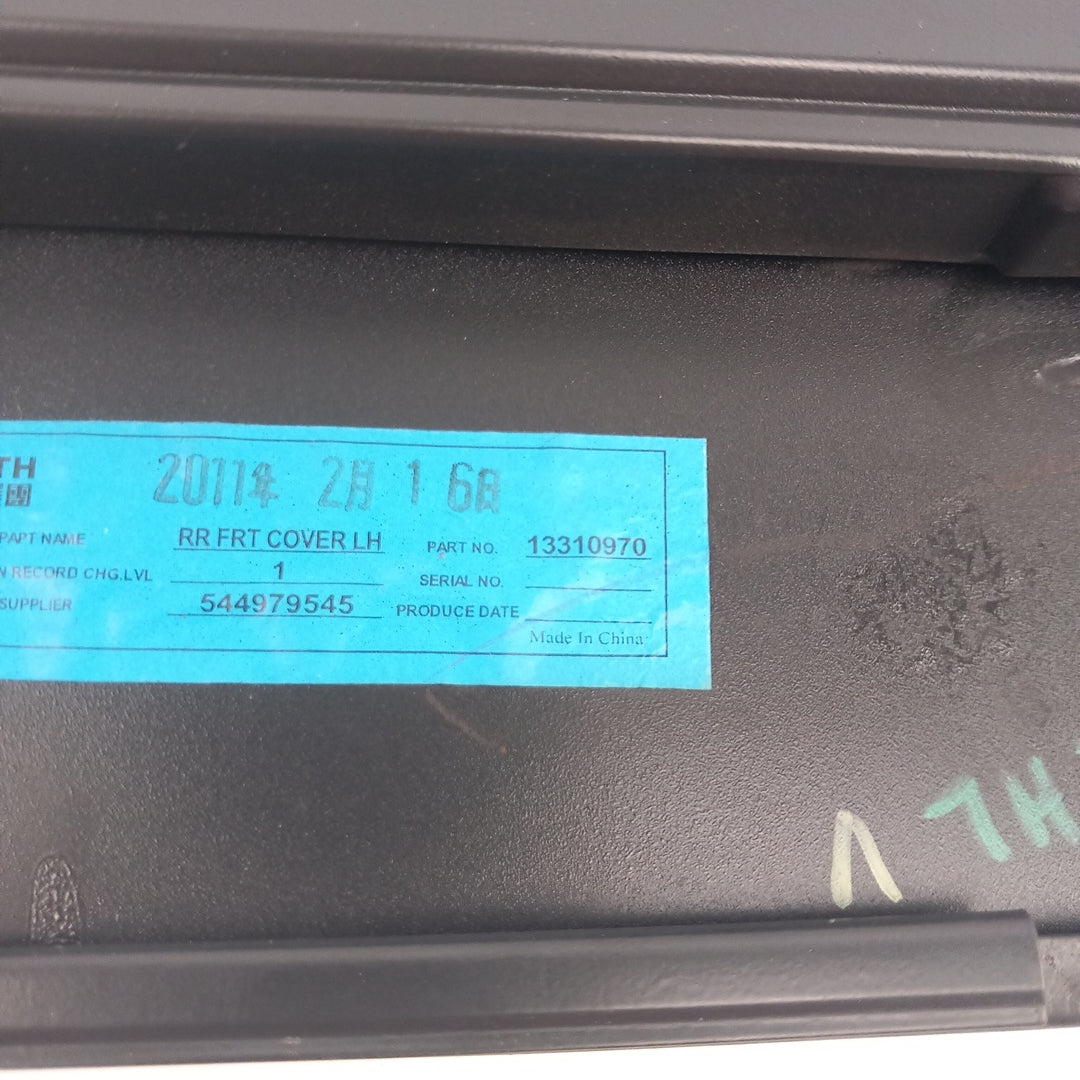 TH
2011年 2月 16日
PAPT NAME RR FRT COVER LH PART NO. 13310970
N RECORD CHG.LVL 1 SERIAL NO.
SUPPLIER 544979545 PRODUCE DATE
Made In China